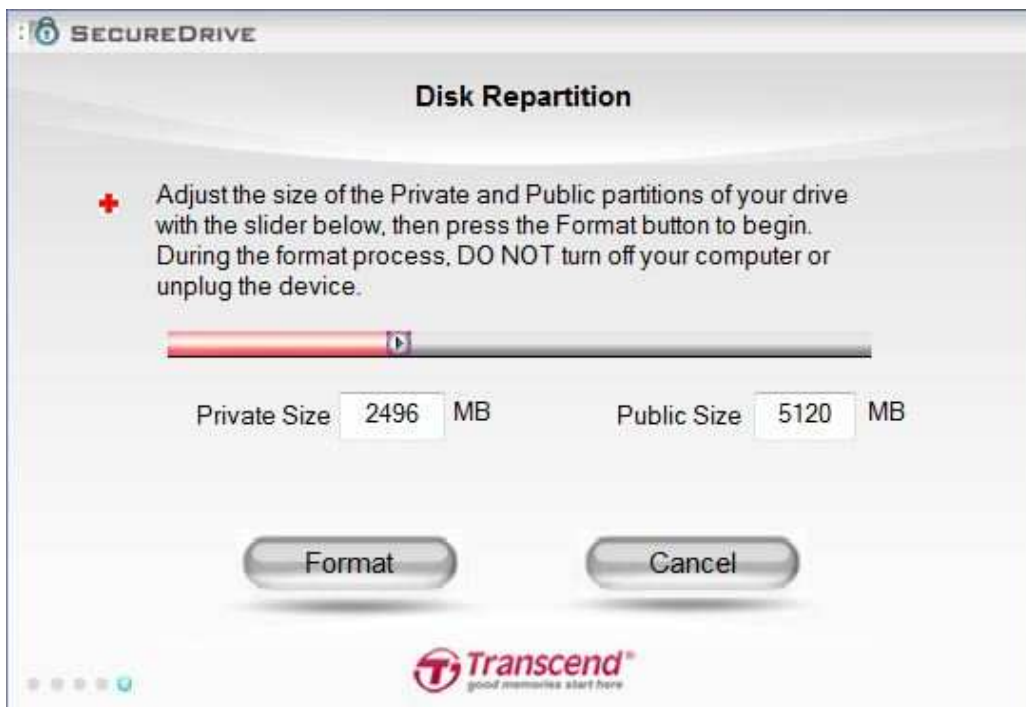 SECUREDRIVE
Disk Repartition
Adjust the size of the Private and Public partitions of your drive
with the slider below, then press the Format button to begin.
During the format process, DO NOT turn off your computer or
unplug the device.
Private Size 2496 MB Public Size 5120 MB
Format Cancel
Transcend®
good memories start here